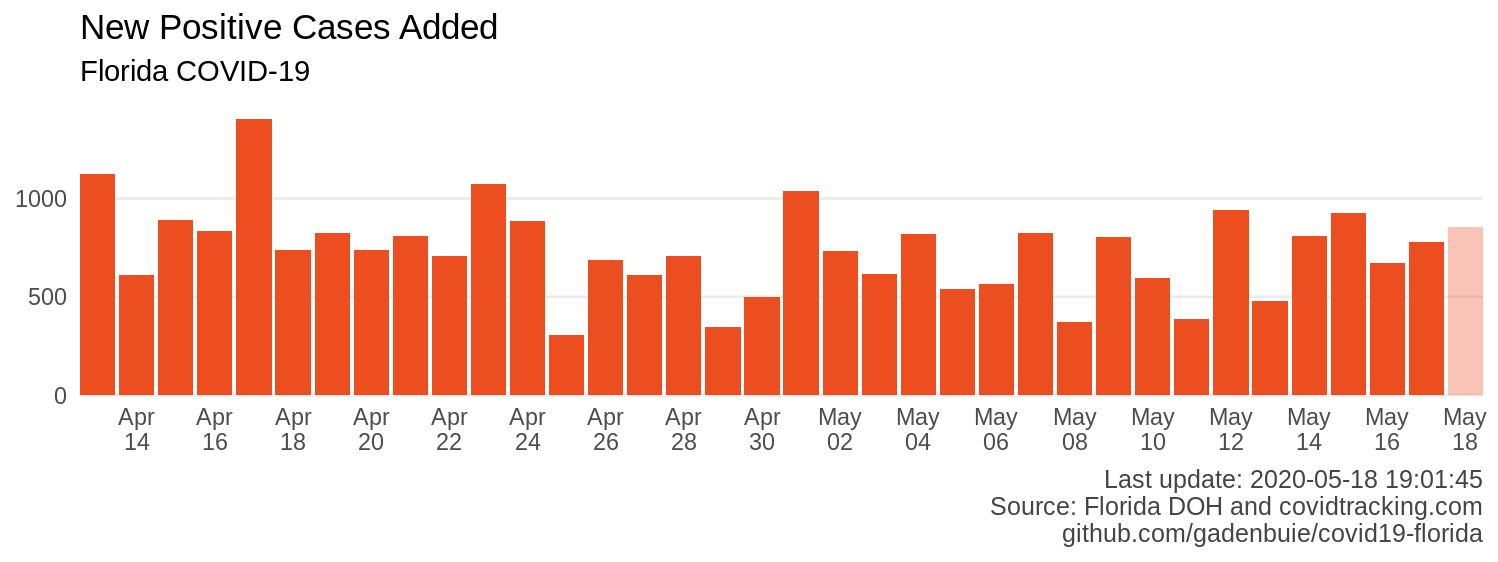 New Positive Cases Added
Florida COVID-19
1000
500
0
Apr Apr Apr Apr Apr Apr Apr Apr Apr May May May May May May May May May
14 16 18 20 22 24 26 28 30 02 04 06 08 10 12 14 16 18
Last update: 2020-05-18 19:01:45
Source: Florida DOH and covidtracking.com
github.com/gadenbuie/covid19-florida